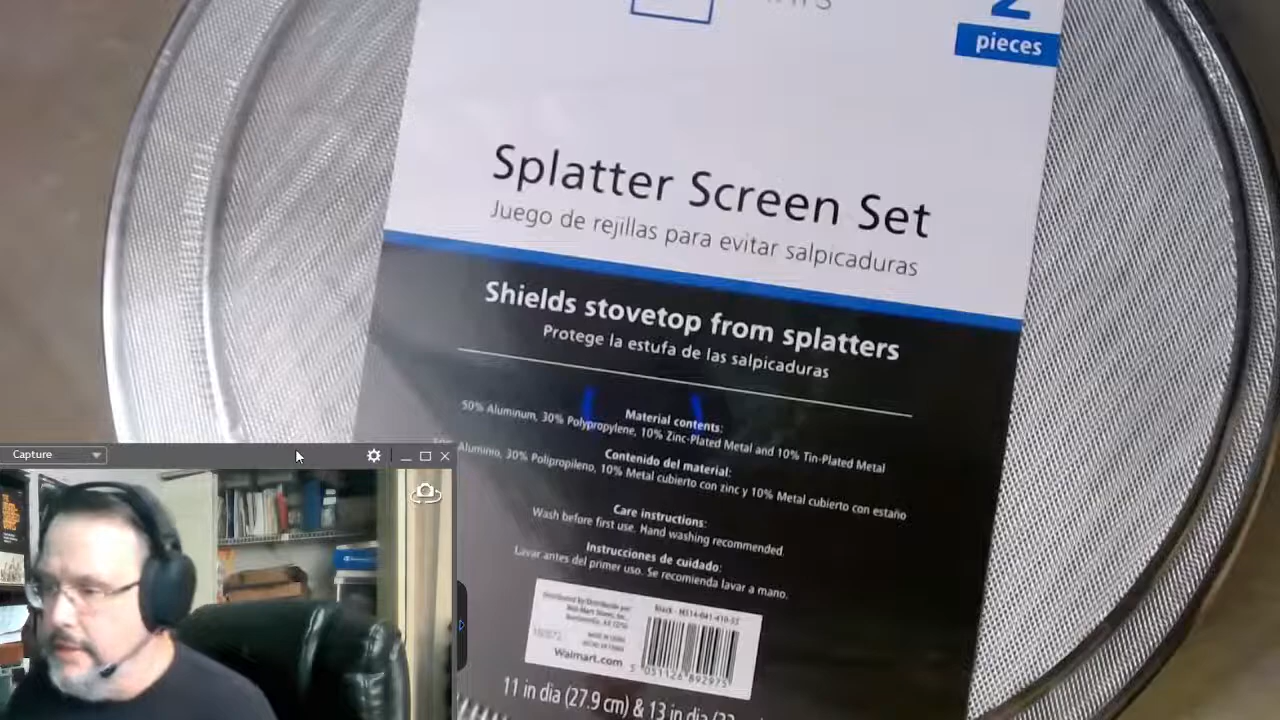 2
pieces
Splatter Screen Set
Juego de rejillas para evitar salpicaduras
Shields stovetop from splatters
Protege la estufa de las salpicaduras
Material contents:
50% Aluminum, 30% Polypropylene, 10% Zinc-Plated Metal and 10% Tin-Plated Metal
Contenido del material:
Aluminio, 30% Polipropileno, 10% Metal cubierto con zinc y 10% Metal cubierto con estaño
Care instructions:
Wash before first use. Hand washing recommended.
Instrucciones de cuidado:
Lavar antes del primer uso. Se recomienda lavar a mano.
Walmart.com
5 051126 892975
11 in dia (27.9 cm) & 13 in dia
Capture